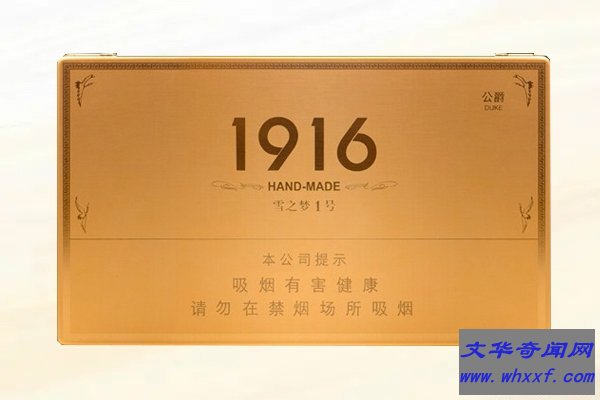 公爵
DUKE
1916
HAND-MADE
雪之梦1号
本公司提示
吸烟有害健康
请勿在禁烟场所吸烟
文华奇闻网
www.whxxf.com